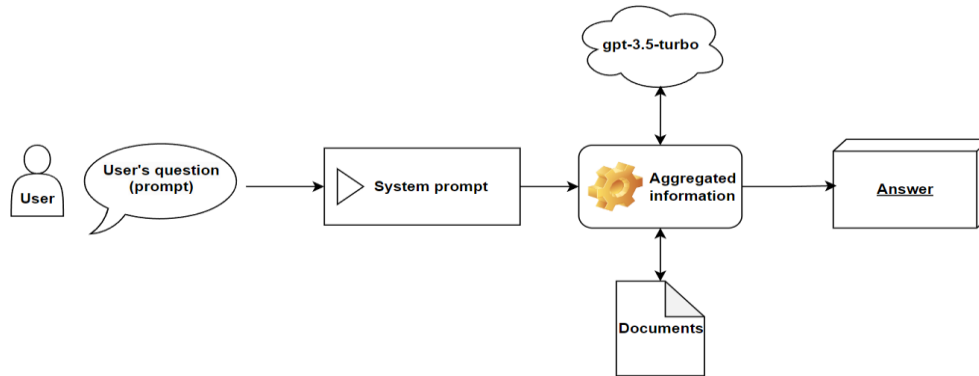 gpt-3.5-turbo
User
User's question
(prompt)
System prompt
Aggregated
information
Answer
Documents